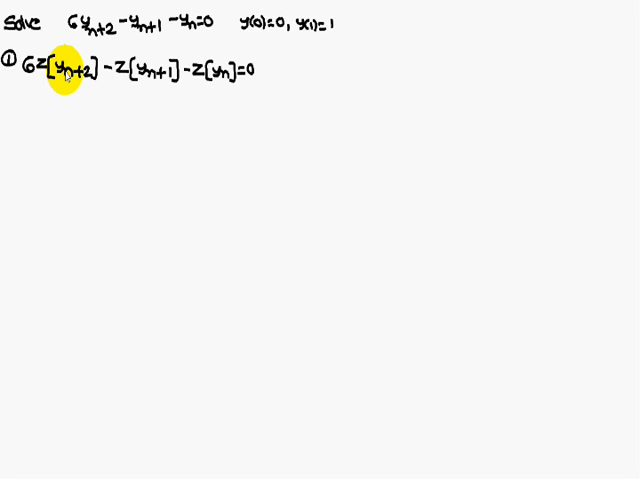 Solve 6y_{n+2} - y_{n+1} - y_n = 0 y(0) = 0, y(1) = 1
① 6Z[y_{n+2}] - Z[y_{n+1}] - Z[y_n] = 0